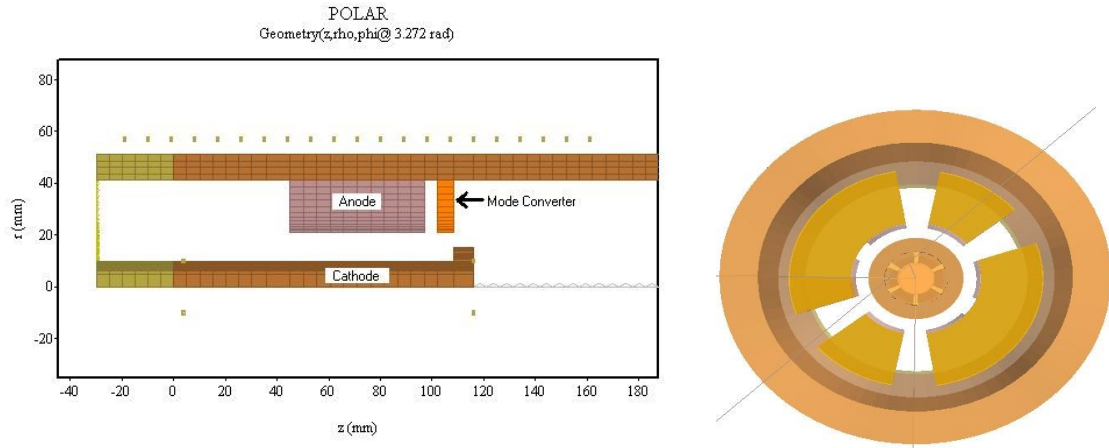 POLAR
Geometry(z,rho,phi@ 3.272 rad)
80
60
40
20
0
-20
r (mm)
Anode
Mode Converter
Cathode
-40 -20 0 20 40 60 80 100 120 140 160 180
z (mm)